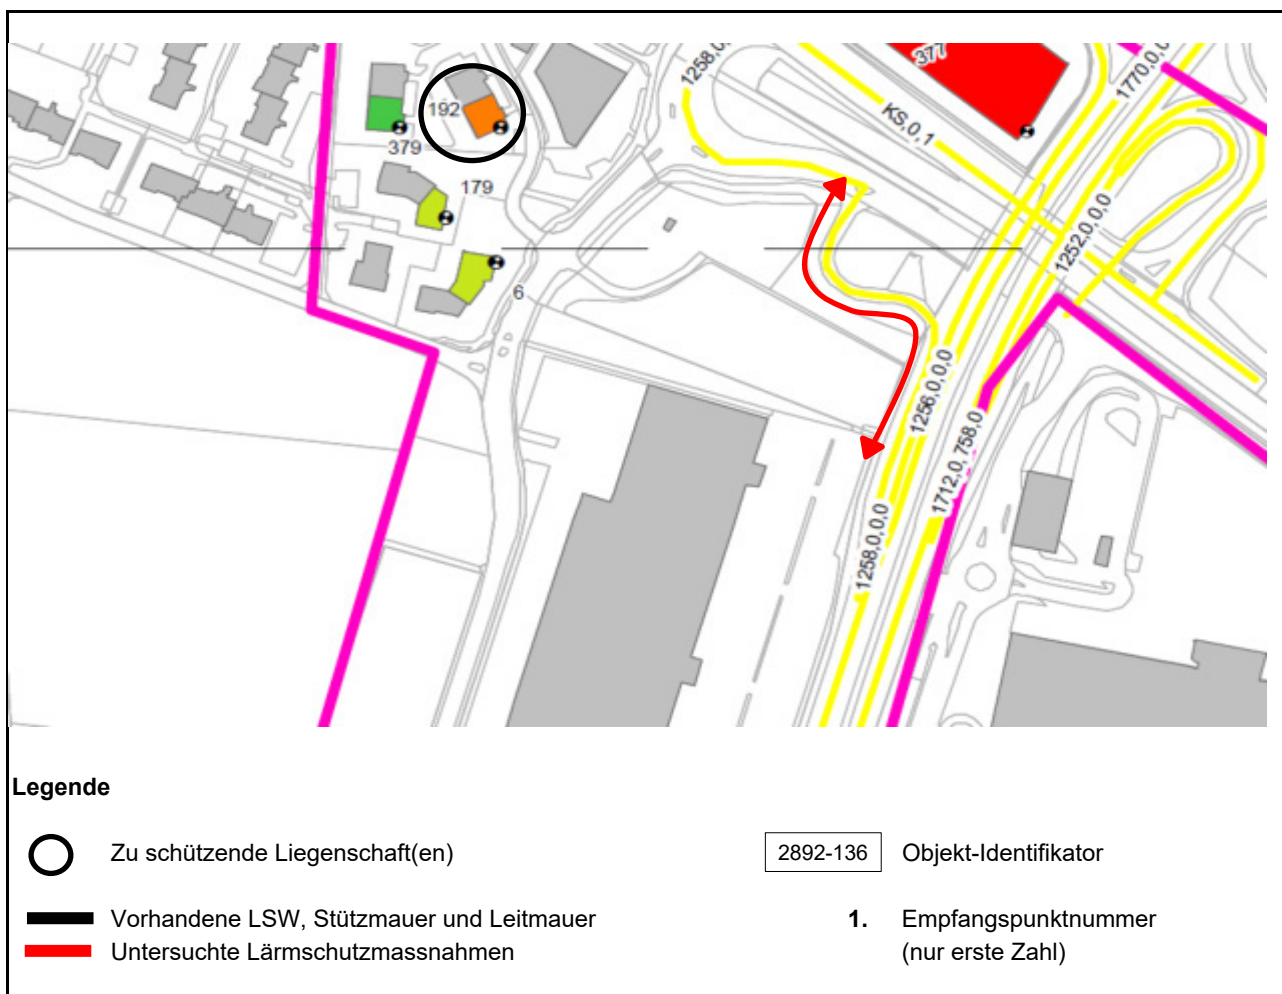 1258,0,
377
1770,0,0
192
KS,0,1
379
179
1252,0,0,0
6
1256,0,0,0
1712,0,758,0
1258,0,0,0
Legende
Zu schützende Liegenschaft(en)
2892-136 Objekt-Identifikator
Vorhandene LSW, Stützmauer und Leitmauer 1. Empfangspunktnummer
Untersuchte Lärmschutzmassnahmen (nur erste Zahl)